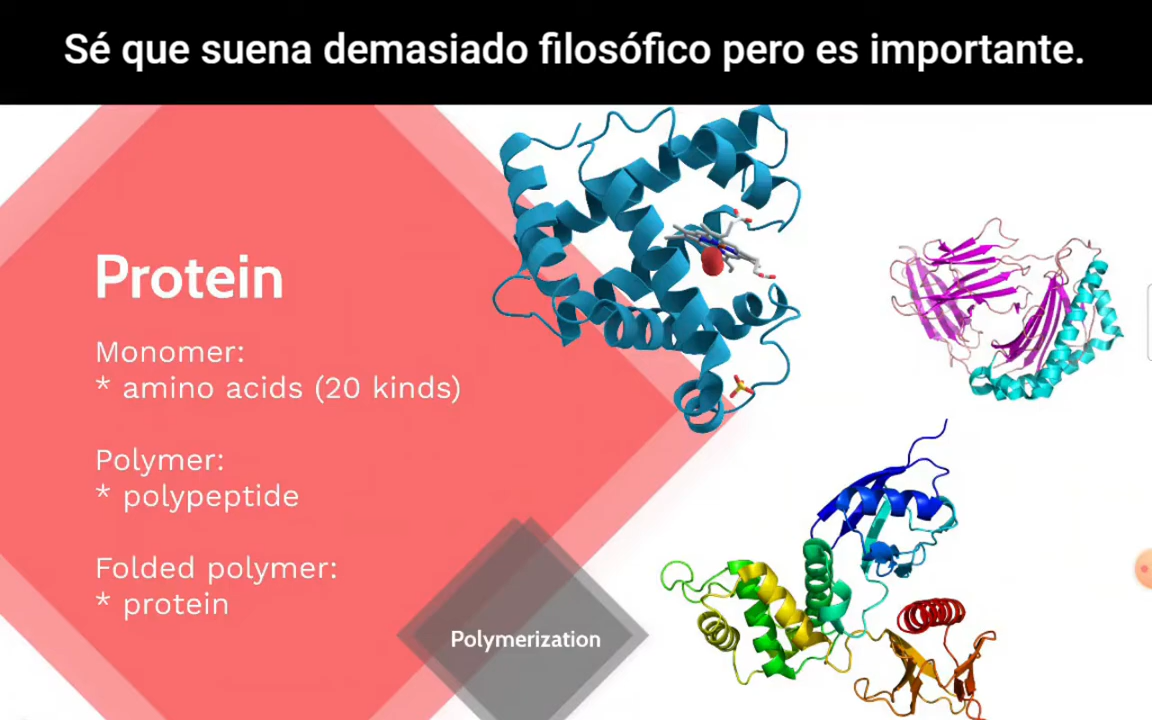 Sé que suena demasiado filosófico pero es importante.
Protein
Monomer:
* amino acids (20 kinds)
Polymer:
* polypeptide
Folded polymer:
* protein
Polymerization